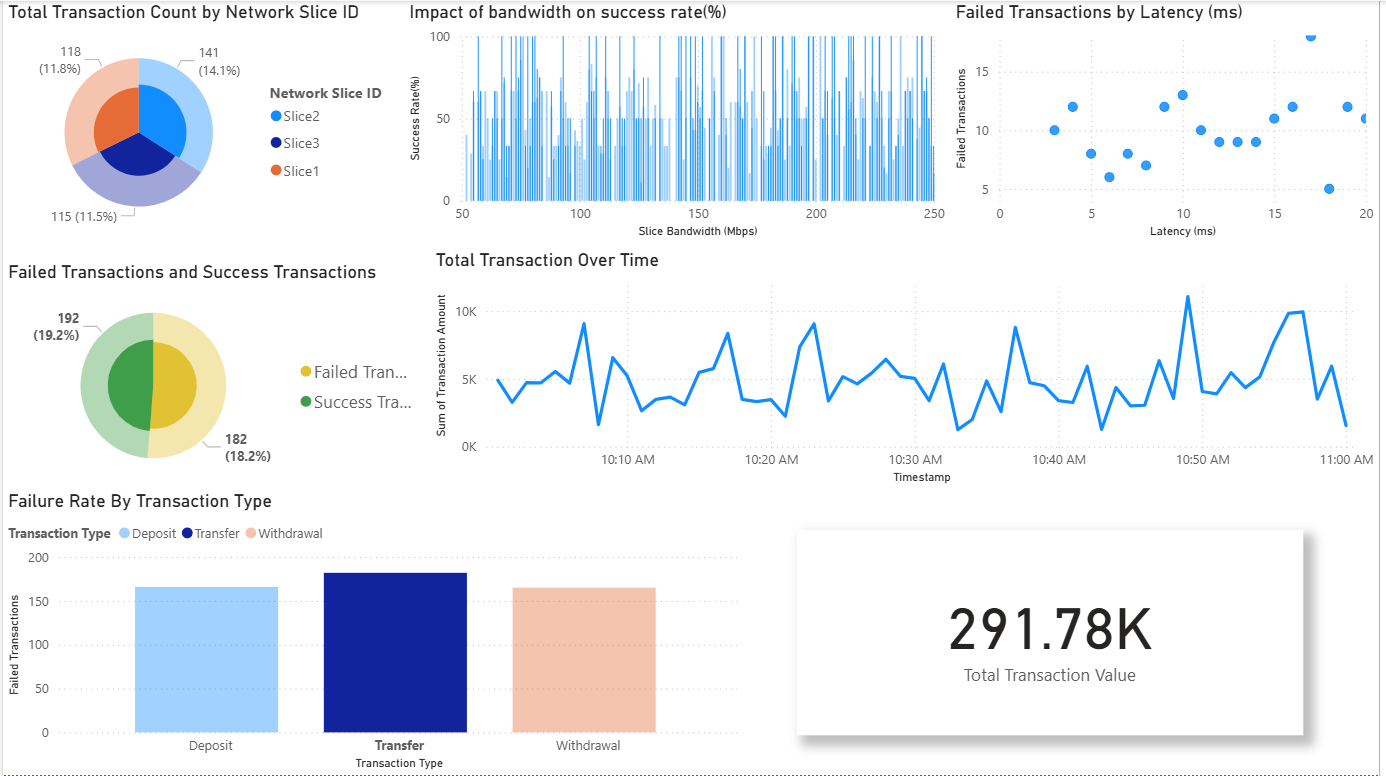 Total Transaction Count by Network Slice ID
118
(11.8%)
141
(14.1%)
115 (11.5%)
Network Slice ID
Slice2
Slice3
Slice1
Impact of bandwidth on success rate(%)
Success Rate(%)
100
50
0
50
100
150
200
250
Slice Bandwidth (Mbps)
Failed Transactions by Latency (ms)
Failed Transactions
15
10
5
0
5
10
15
20
Latency (ms)
Failed Transactions and Success Transactions
192
(19.2%)
182
(18.2%)
Failed Tran...
Success Tra...
Total Transaction Over Time
Sum of Transaction Amount
10K
5K
0K
10:10 AM
10:20 AM
10:30 AM
10:40 AM
10:50 AM
11:00 AM
Timestamp
Failure Rate By Transaction Type
Transaction Type
Deposit
Transfer
Withdrawal
Failed Transactions
200
150
100
50
0
Deposit
Transfer
Withdrawal
Transaction Type
291.78K
Total Transaction Value